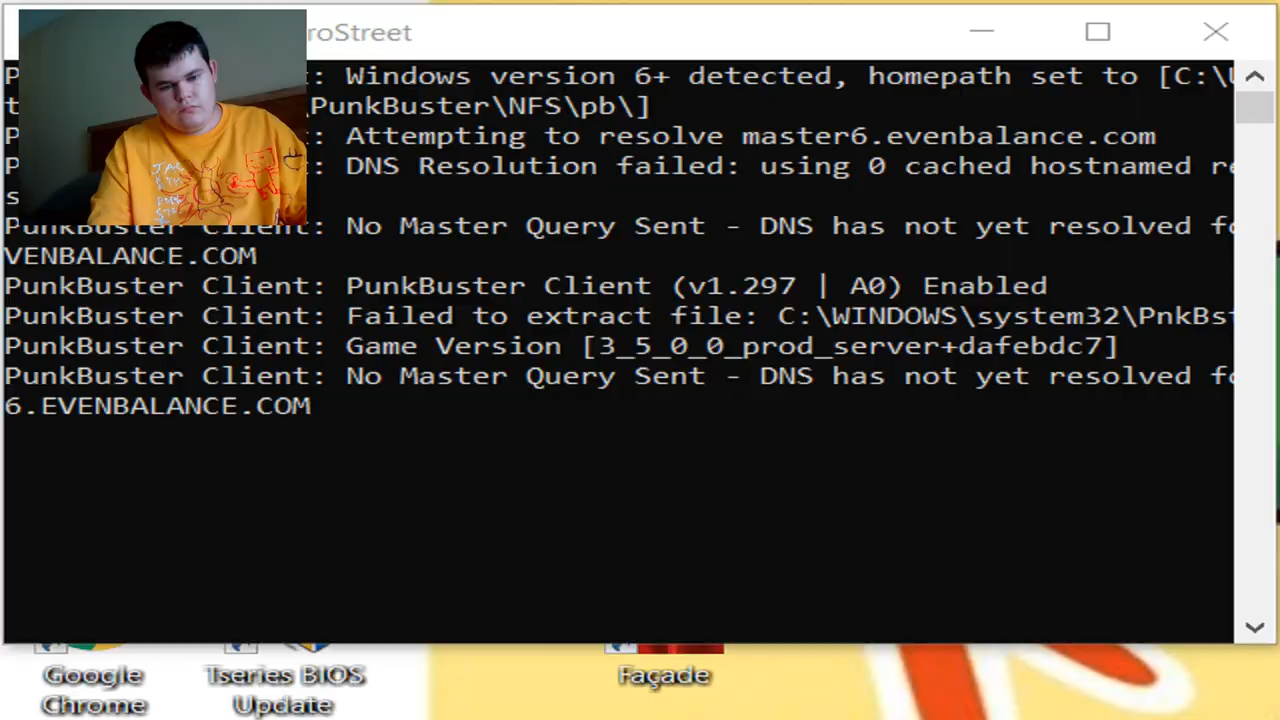 roStreet
: Windows version 6+ detected, homepath set to [C:\
\PunkBuster\NFS\pb\]
: Attempting to resolve master6.evenbalance.com
: DNS Resolution failed: using 0 cached hostnamed re
s
PunkBuster Client: No Master Query Sent - DNS has not yet resolved fo
VENBALANCE.COM
PunkBuster Client: PunkBuster Client (v1.297 | A0) Enabled
PunkBuster Client: Failed to extract file: C:\WINDOWS\system32\PnkBst
PunkBuster Client: Game Version [3_5_0_0_prod_server+dafebdc7]
PunkBuster Client: No Master Query Sent - DNS has not yet resolved fo
6.EVENBALANCE.COM
Google
Chrome
Tseries BIOS
Update
Façade